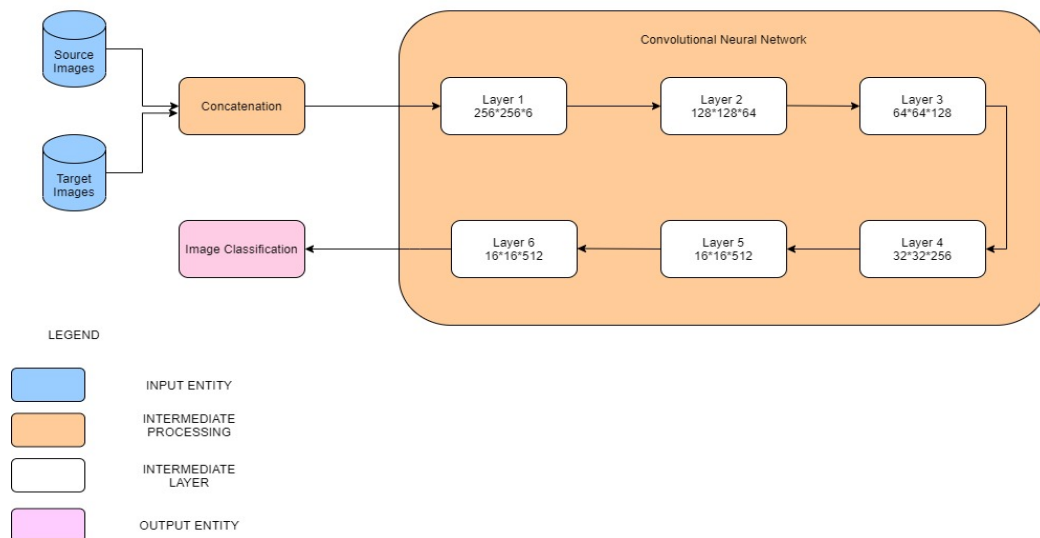 Source
Images
Concatenation
Target
Images
Convolutional Neural Network
Layer 1
256*256*6
Layer 2
128*128*64
Layer 3
64*64*128
Layer 4
32*32*256
Layer 5
16*16*512
Layer 6
16*16*512
Image Classification
LEGEND
INPUT ENTITY
INTERMEDIATE
PROCESSING
INTERMEDIATE
LAYER
OUTPUT ENTITY